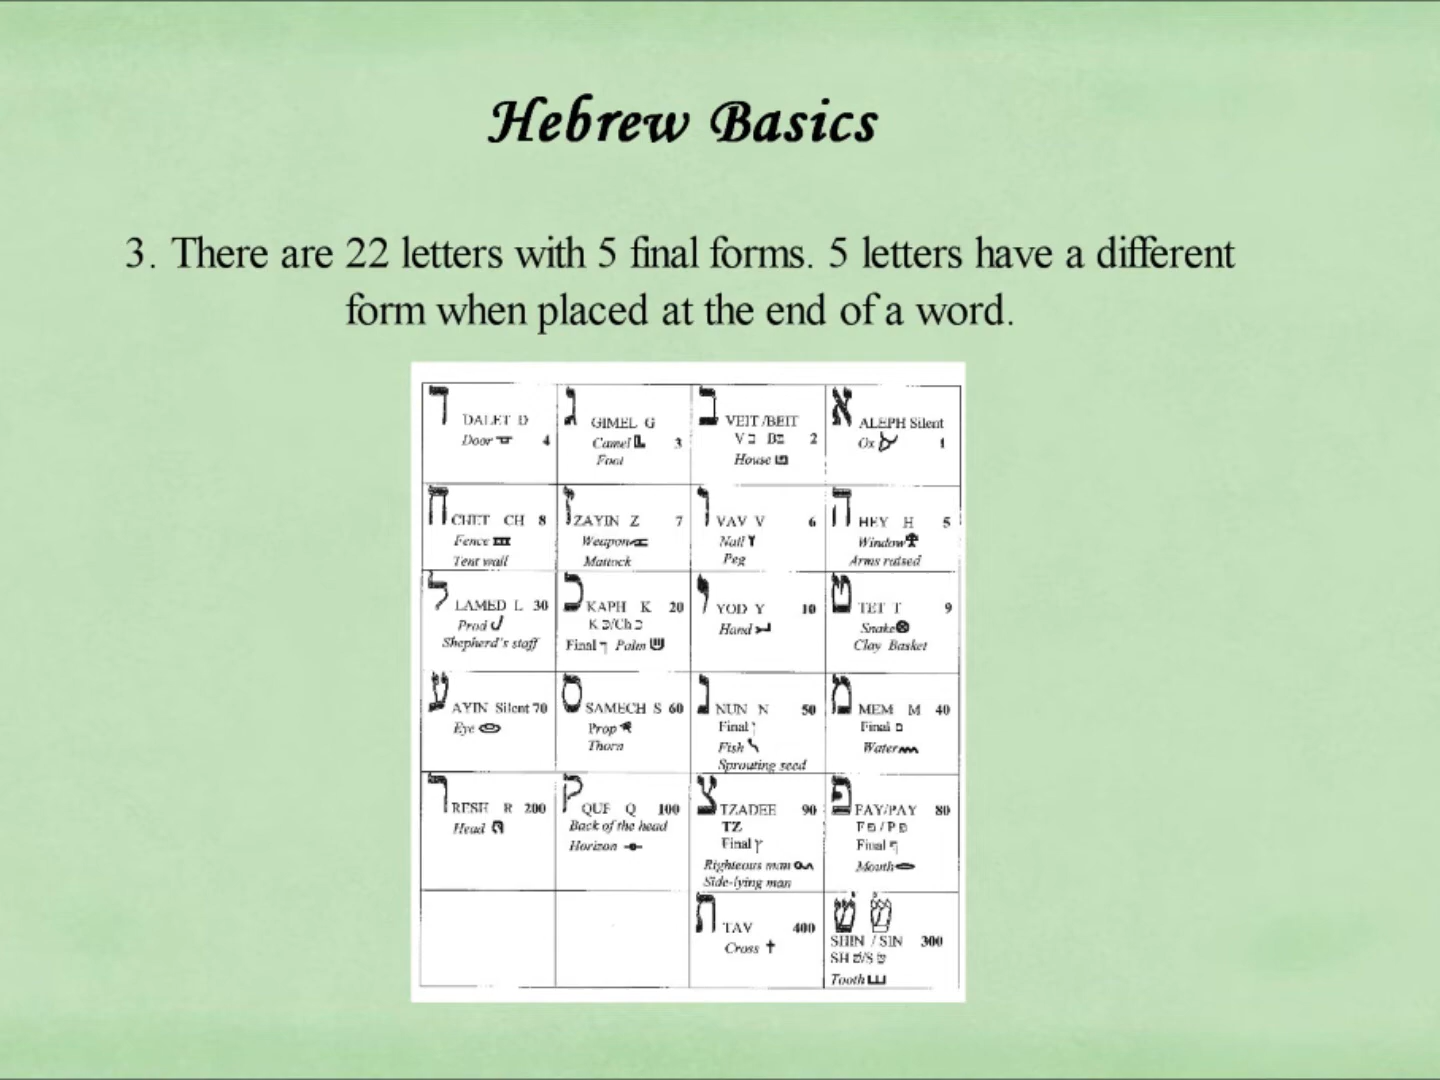 Hebrew Basics
3. There are 22 letters with 5 final forms. 5 letters have a different
form when placed at the end of a word.
א ALEPH Silent
Ox 1
ב VEIT /BEIT
V ב B בּ 2
House
ג GIMEL G
Camel 3
Foot
ד DALET D
Door 4
ה HEY H 5
Window
Arms raised
ו VAV V 6
Nail
Peg
ז ZAYIN Z 7
Weapon
Mattock
ח CHET CH 8
Fence
Tent wall
ט TET T 9
Snake
Clay Basket
י YOD Y 10
Hand
כ KAPH K 20
K כּ/Ch כ
Final ך Palm
ל LAMED L 30
Prod
Shepherd's staff
מ MEM M 40
Final ם
Water
נ NUN N 50
Final ן
Fish
Sprouting seed
ס SAMECH S 60
Prop
Thorn
ע AYIN Silent 70
Eye
פ FAY/PAY 80
F פ / P פּ
Final ף
Mouth
צ TZADEE 90
TZ
Final ץ
Righteous man
Side-lying man
ק QUF Q 100
Back of the head
Horizon
ר RESH R 200
Head
שׁ שׂ
SHIN / SIN 300
SH שׁ/S שׂ
Tooth
ת TAV 400
Cross